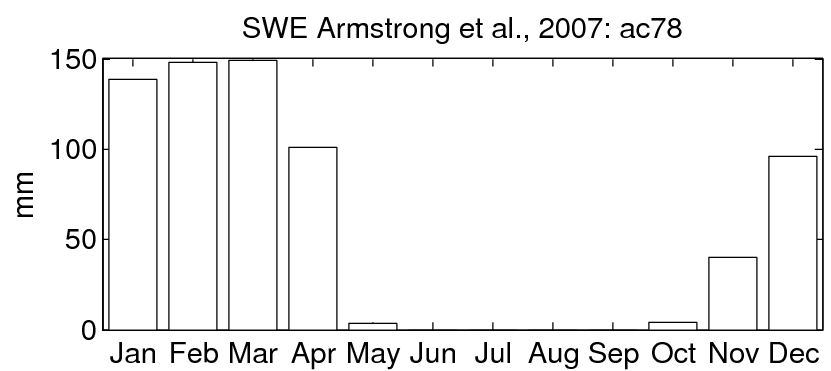 SWE Armstrong et al., 2007: ac78
150
100
50
0
mm
Jan Feb Mar Apr May Jun Jul Aug Sep Oct Nov Dec